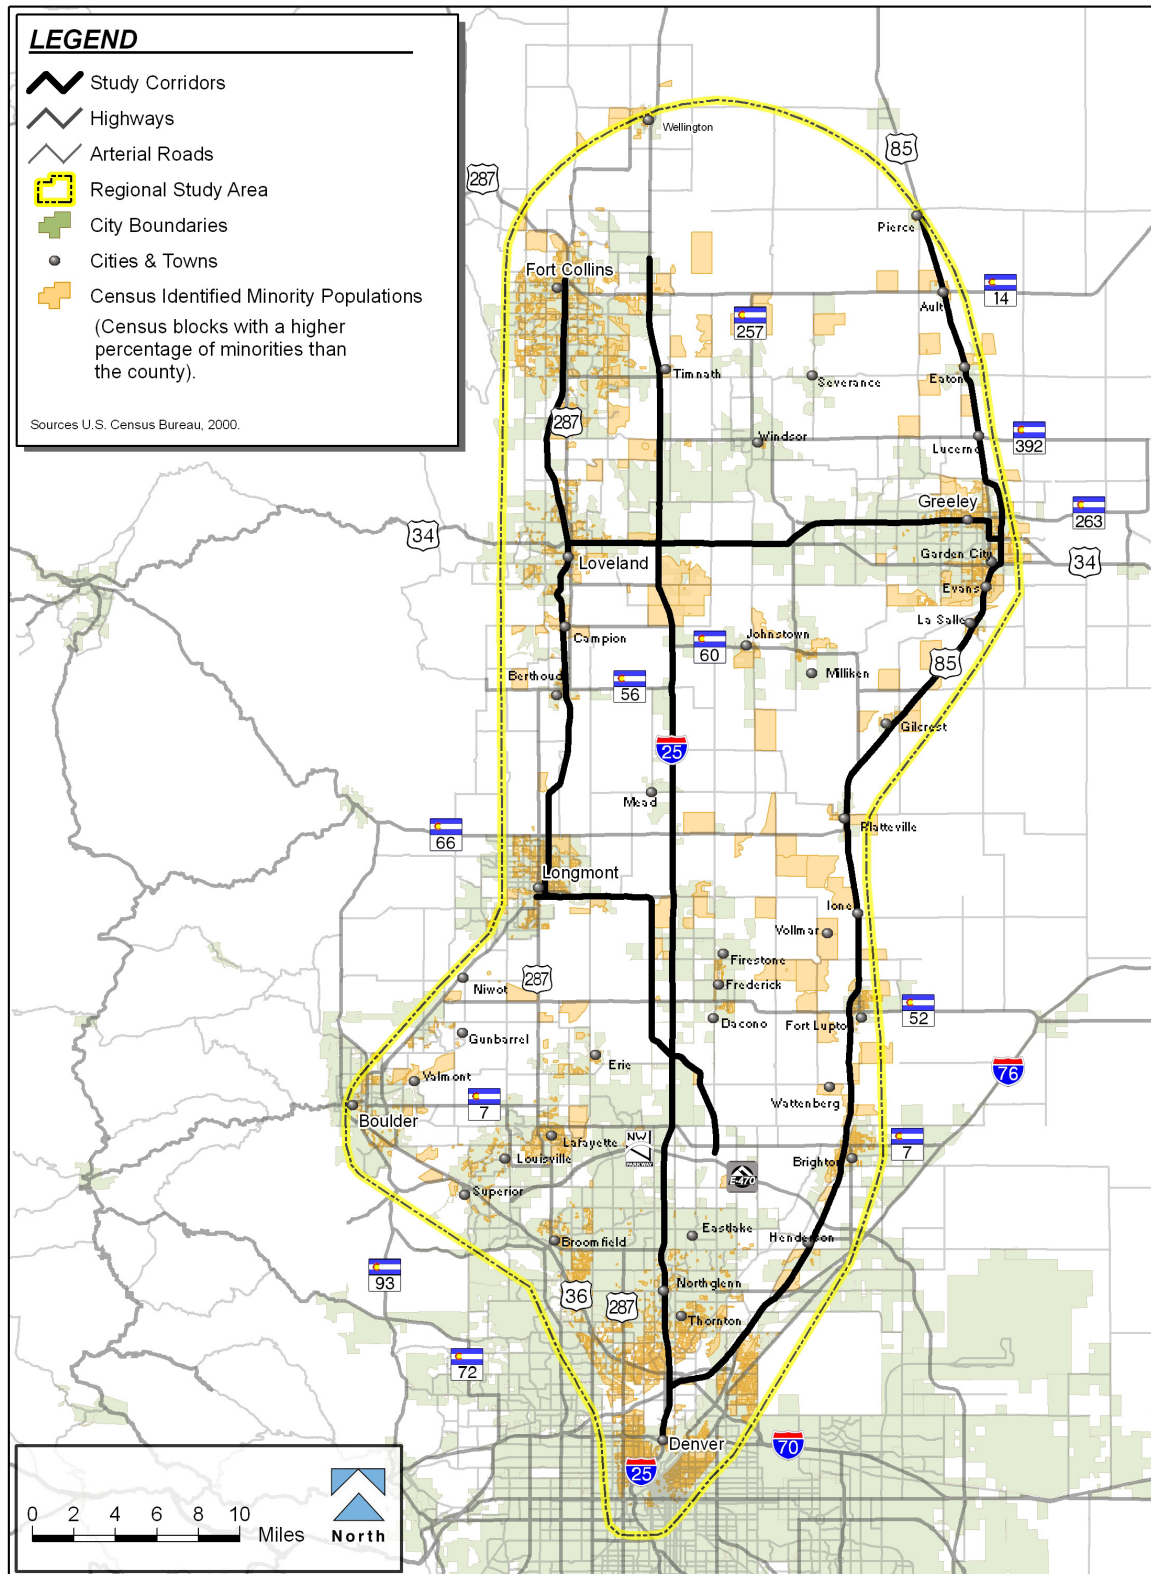 LEGEND
Study Corridors
Highways
Arterial Roads
Regional Study Area
City Boundaries
Cities & Towns
Census Identified Minority Populations
(Census blocks with a higher
percentage of minorities than
the county).
Sources U.S. Census Bureau, 2000.
Wellington
85
287
Pierce
Fort Collins
14
Ault
257
Timnath
Severance
Eaton
287
Windsor
Lucerne
392
Greeley
263
34
Garden City
34
Loveland
Evans
La Salle
Campion
Johnstown
60
85
Berthoud
56
Milliken
Gilcrest
25
Mead
Platteville
66
Longmont
Ione
Vollmar
Firestone
287
Niwot
Frederick
52
Dacono
Fort Lupto
Gunbarrel
Erie
76
Valmont
Wattenberg
7
Boulder
NW
PARKWAY
Lafayette
7
Louisville
Brighton
E-470
Superior
Eastlake
Broomfield
Henderson
93
Northglenn
36
287
Thornton
72
Denver
70
25
0 2 4 6 8 10
Miles
North